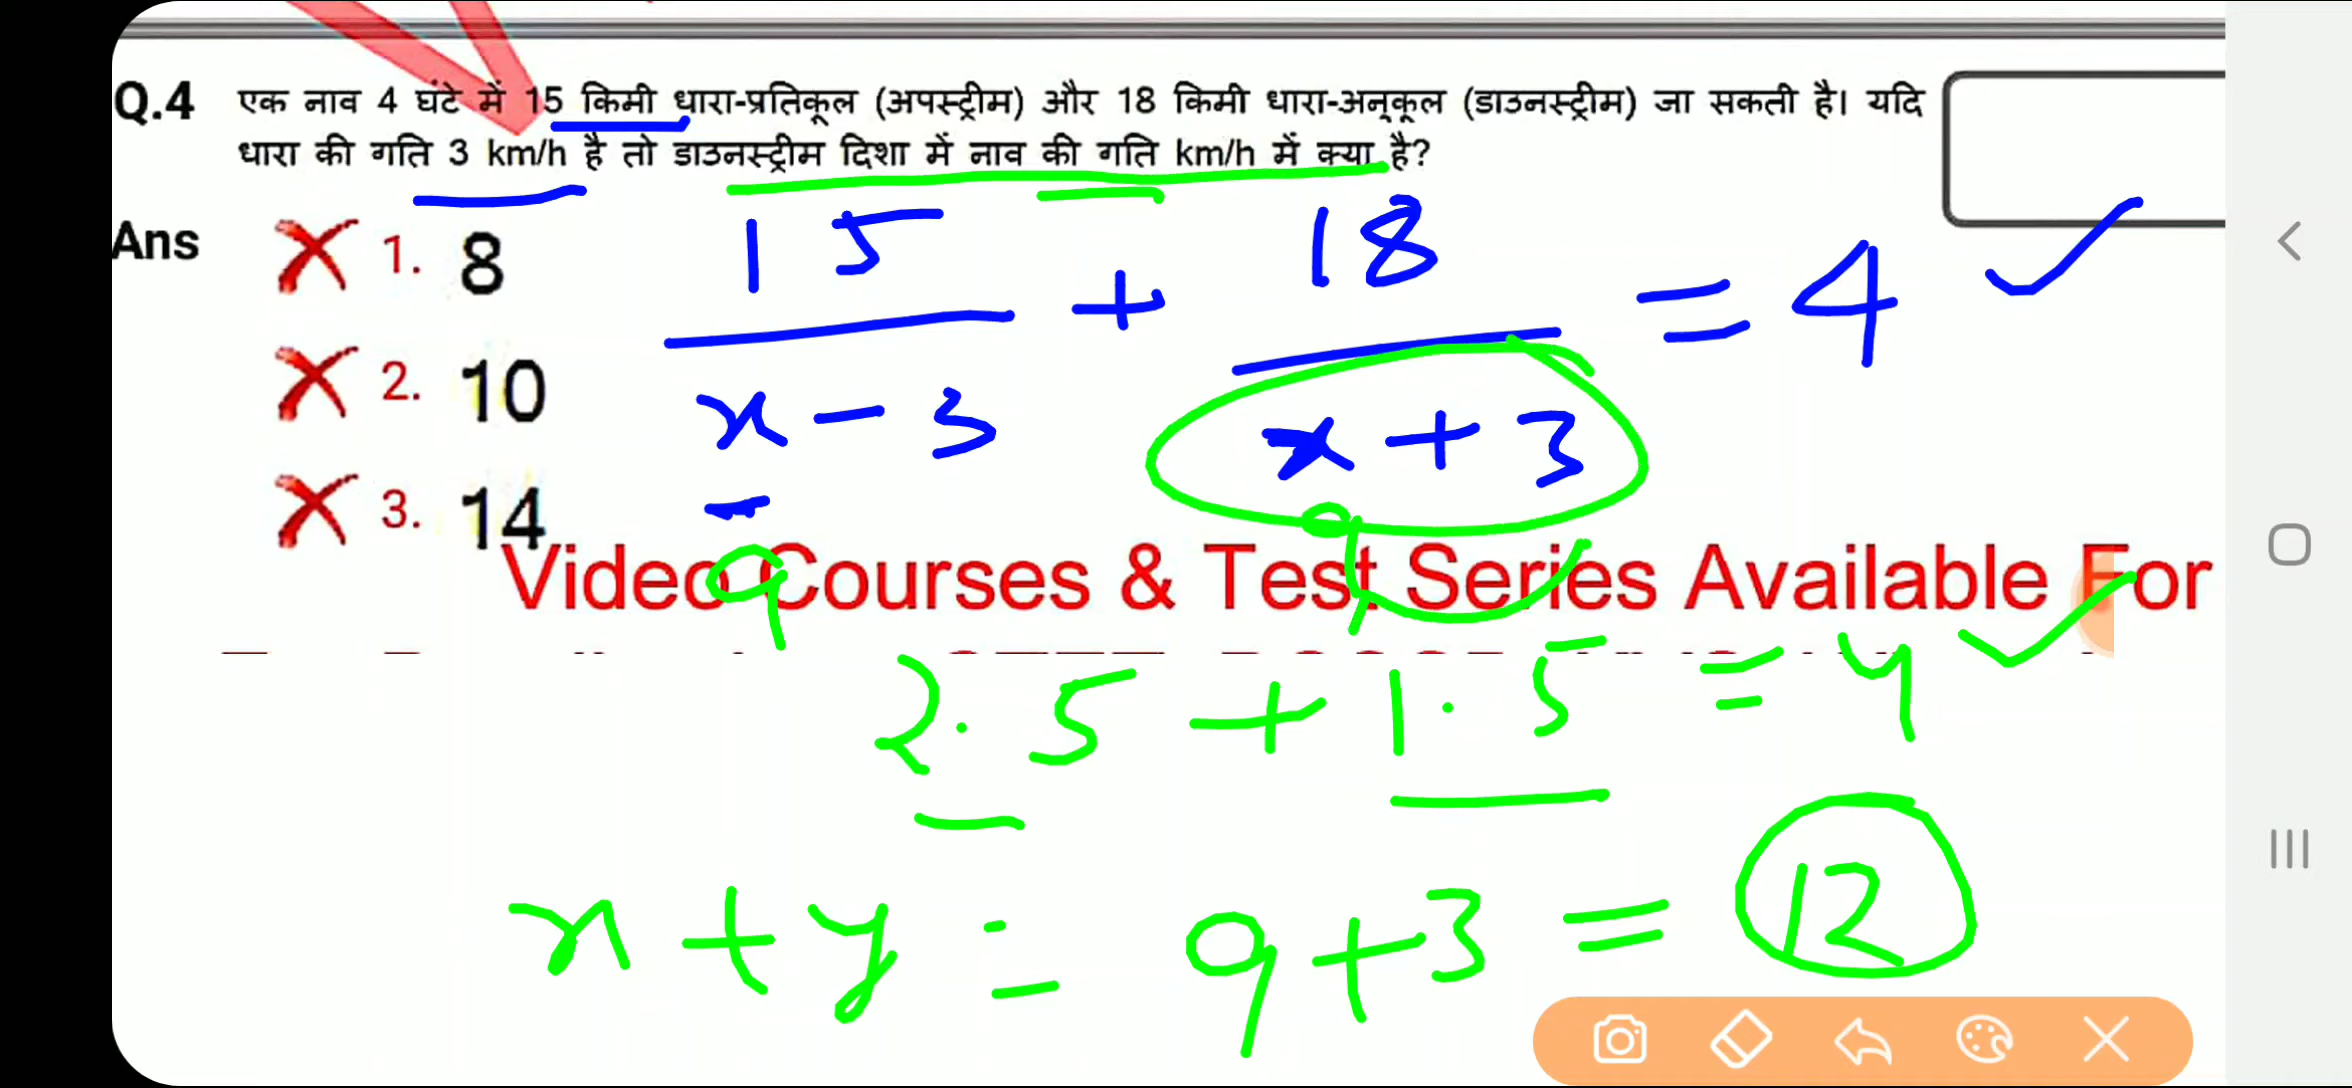 Q.4 एक नाव 4 घंटे में 15 किमी धारा-प्रतिकूल (अपस्ट्रीम) और 18 किमी धारा-अनुकूल (डाउनस्ट्रीम) जा सकती है। यदि
धारा की गति 3 km/h है तो डाउनस्ट्रीम दिशा में नाव की गति km/h में क्या है?
Ans 1. 8
2. 10
3. 14
15 + 18 = 4
x - 3 x + 3
9 9
Video Courses & Test Series Available For
2.5 + 1.5 = 4
x + y = 9 + 3 = 12